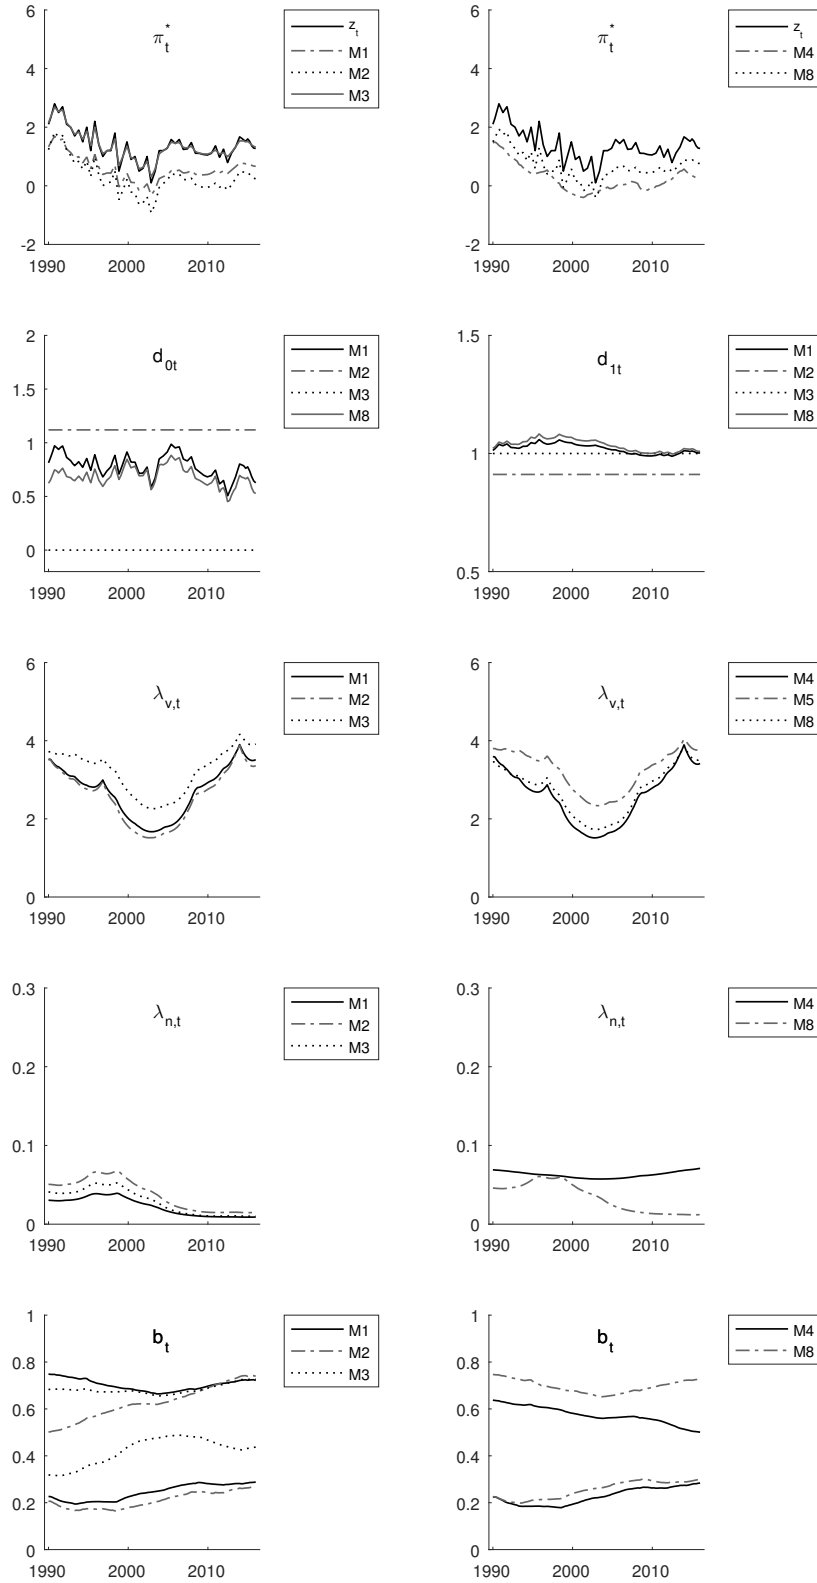 π*t
6
4
2
0
-2
1990 2000 2010
zt
M1
M2
M3
π*t
6
4
2
0
-2
1990 2000 2010
zt
M4
M8
d0t
2
1.5
1
0.5
0
1990 2000 2010
M1
M2
M3
M8
d1t
1.5
1
0.5
1990 2000 2010
M1
M2
M3
M8
λv,t
6
4
2
0
1990 2000 2010
M1
M2
M3
λv,t
6
4
2
0
1990 2000 2010
M4
M5
M8
λn,t
0.3
0.2
0.1
0
1990 2000 2010
M1
M2
M3
λn,t
0.3
0.2
0.1
0
1990 2000 2010
M4
M8
bt
1
0.8
0.6
0.4
0.2
0
1990 2000 2010
M1
M2
M3
bt
1
0.8
0.6
0.4
0.2
0
1990 2000 2010
M4
M8